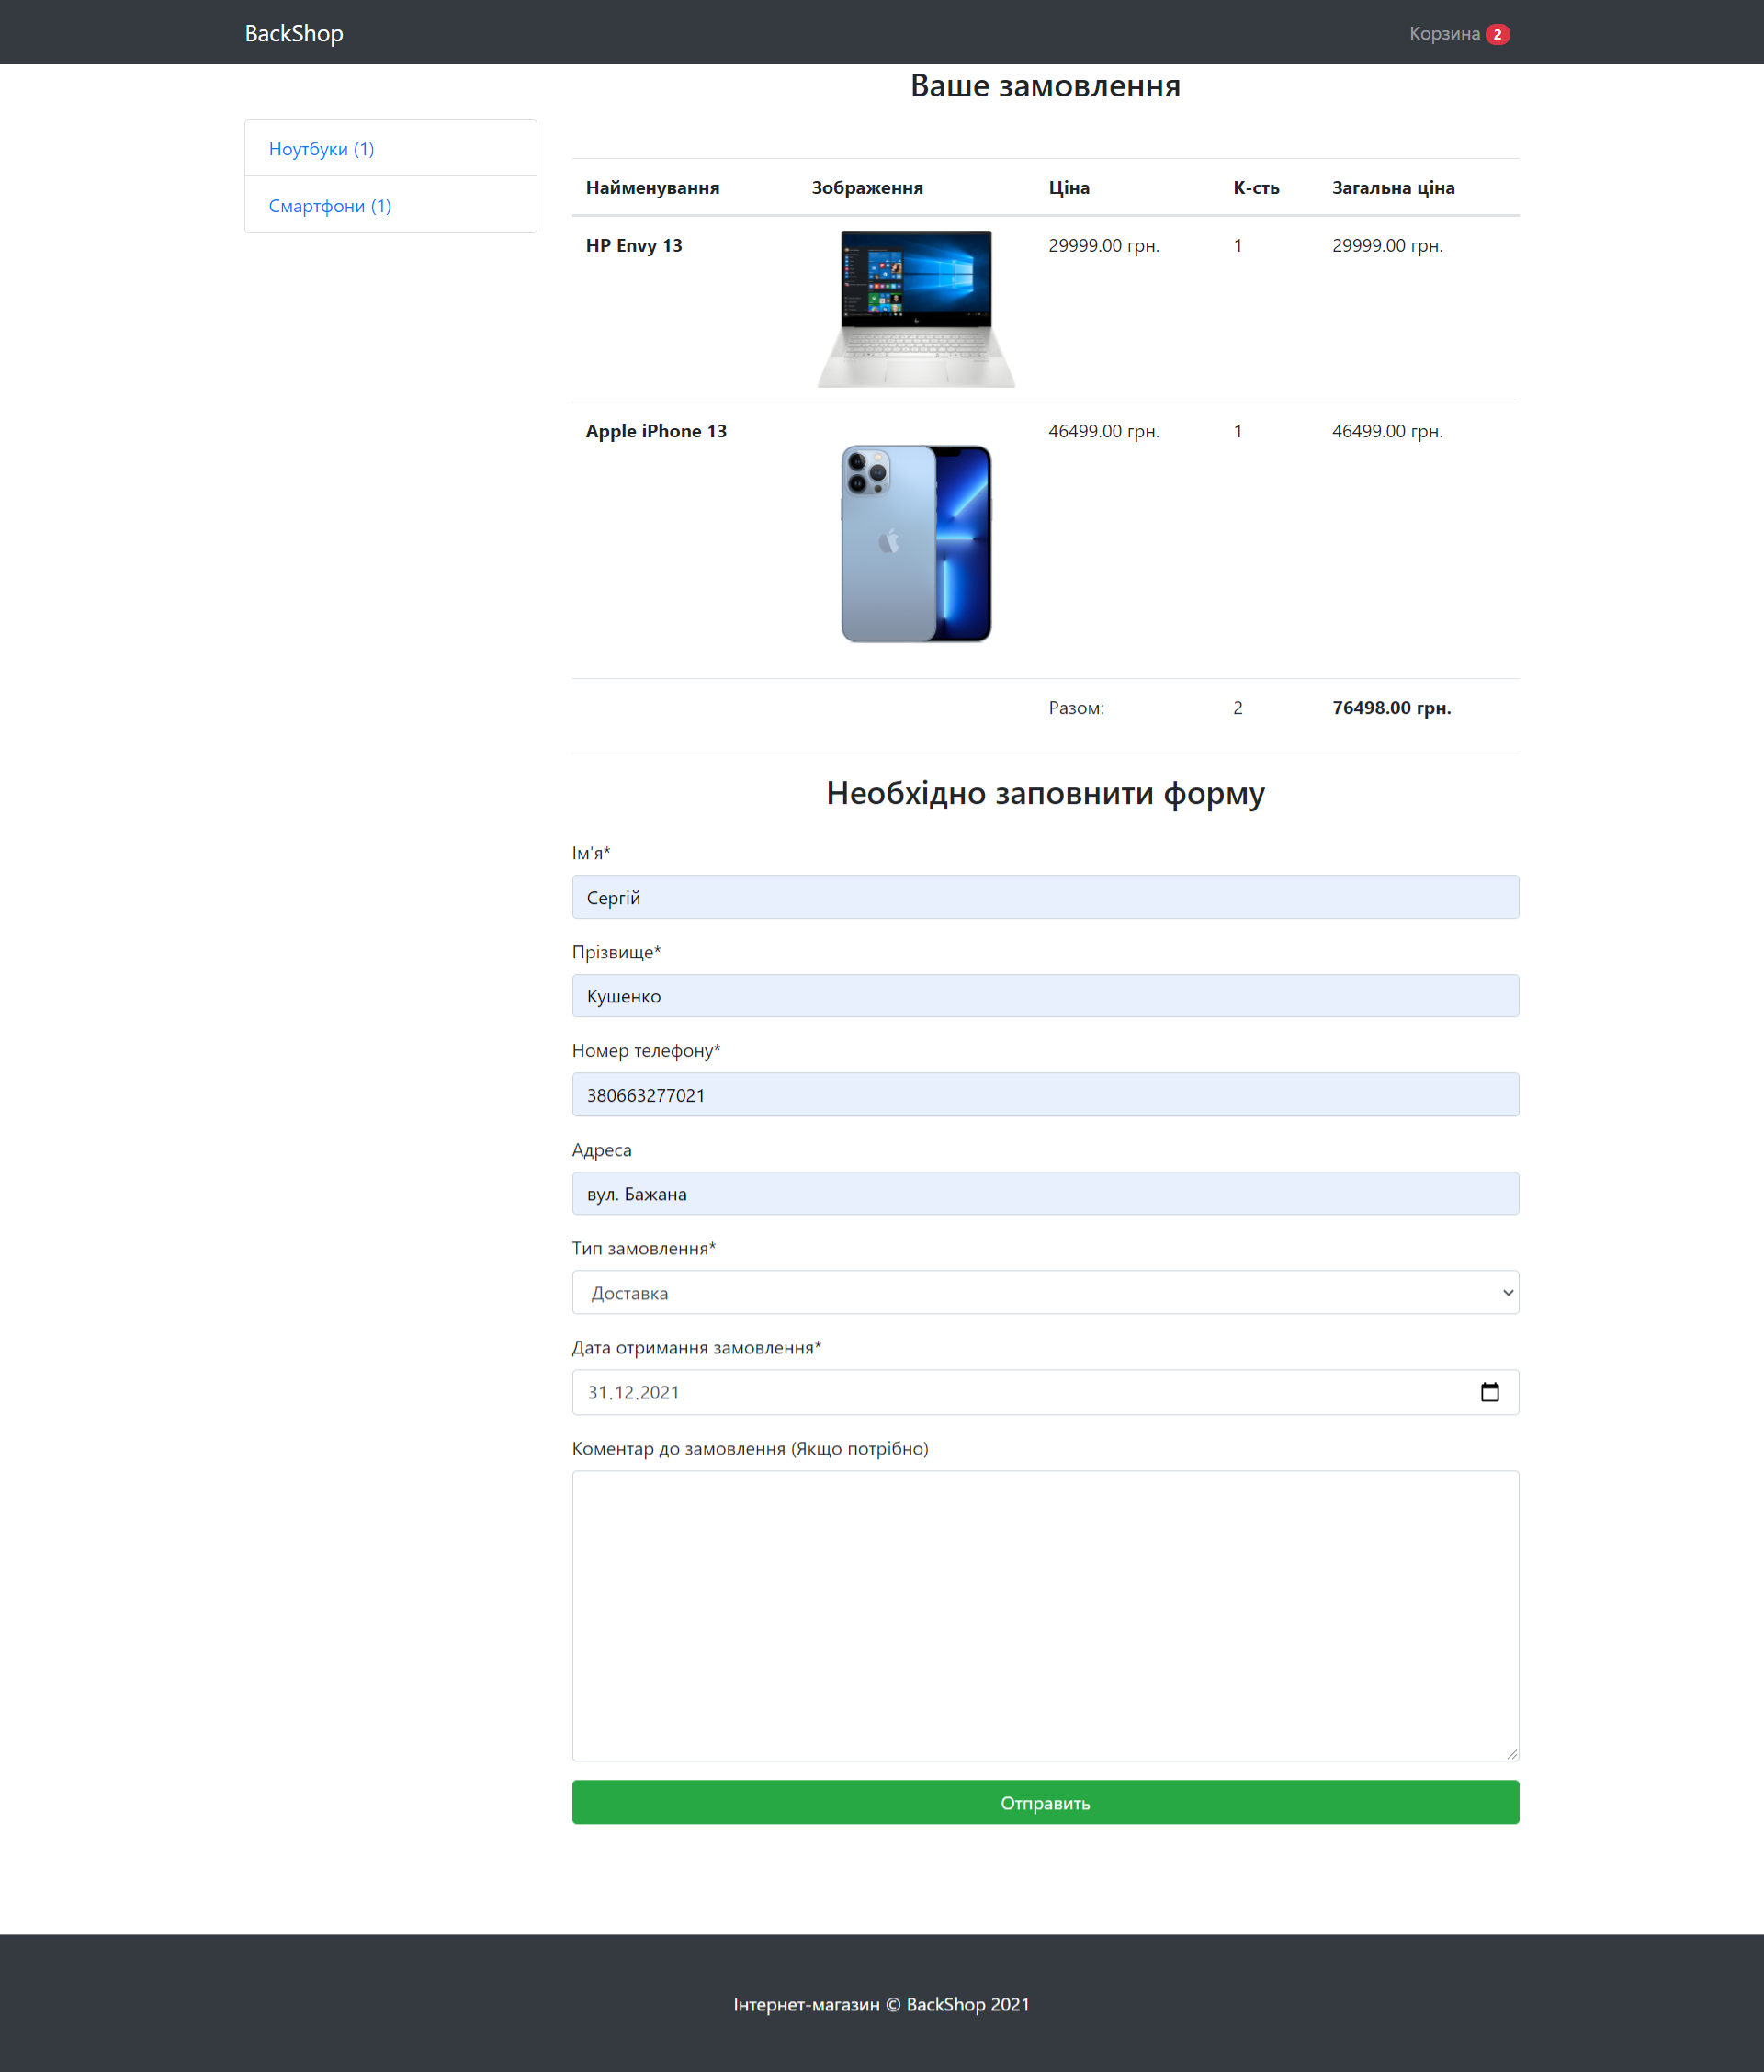 BackShop
Корзина 2
Ваше замовлення
Ноутбуки (1)
Смартфони (1)
Найменування Зображення Ціна К-сть Загальна ціна
HP Envy 13 29999.00 грн. 1 29999.00 грн.
Apple iPhone 13 46499.00 грн. 1 46499.00 грн.
Разом: 2 76498.00 грн.
Необхідно заповнити форму
Ім'я*
Сергій
Прізвище*
Кушенко
Номер телефону*
380663277021
Адреса
вул. Бажана
Тип замовлення*
Доставка
Дата отримання замовлення*
31.12.2021
Коментар до замовлення (Якщо потрібно)
Отправить
Інтернет-магазин © BackShop 2021